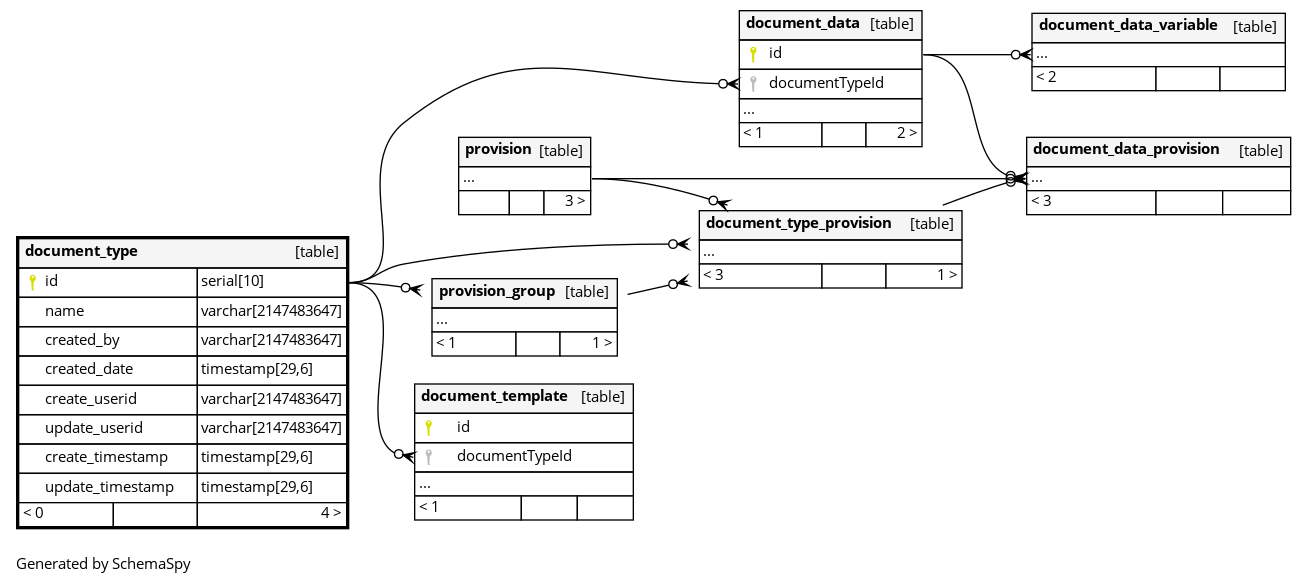 document_data [table]
id
documentTypeId
...
< 1 2 >
document_data_variable [table]
...
< 2
provision [table]
...
3 >
document_data_provision [table]
...
< 3
document_type_provision [table]
...
< 3 1 >
document_type [table]
id serial[10]
name varchar[2147483647]
created_by varchar[2147483647]
created_date timestamp[29,6]
create_userid varchar[2147483647]
update_userid varchar[2147483647]
create_timestamp timestamp[29,6]
update_timestamp timestamp[29,6]
< 0 4 >
provision_group [table]
...
< 1 1 >
document_template [table]
id
documentTypeId
...
< 1
Generated by SchemaSpy